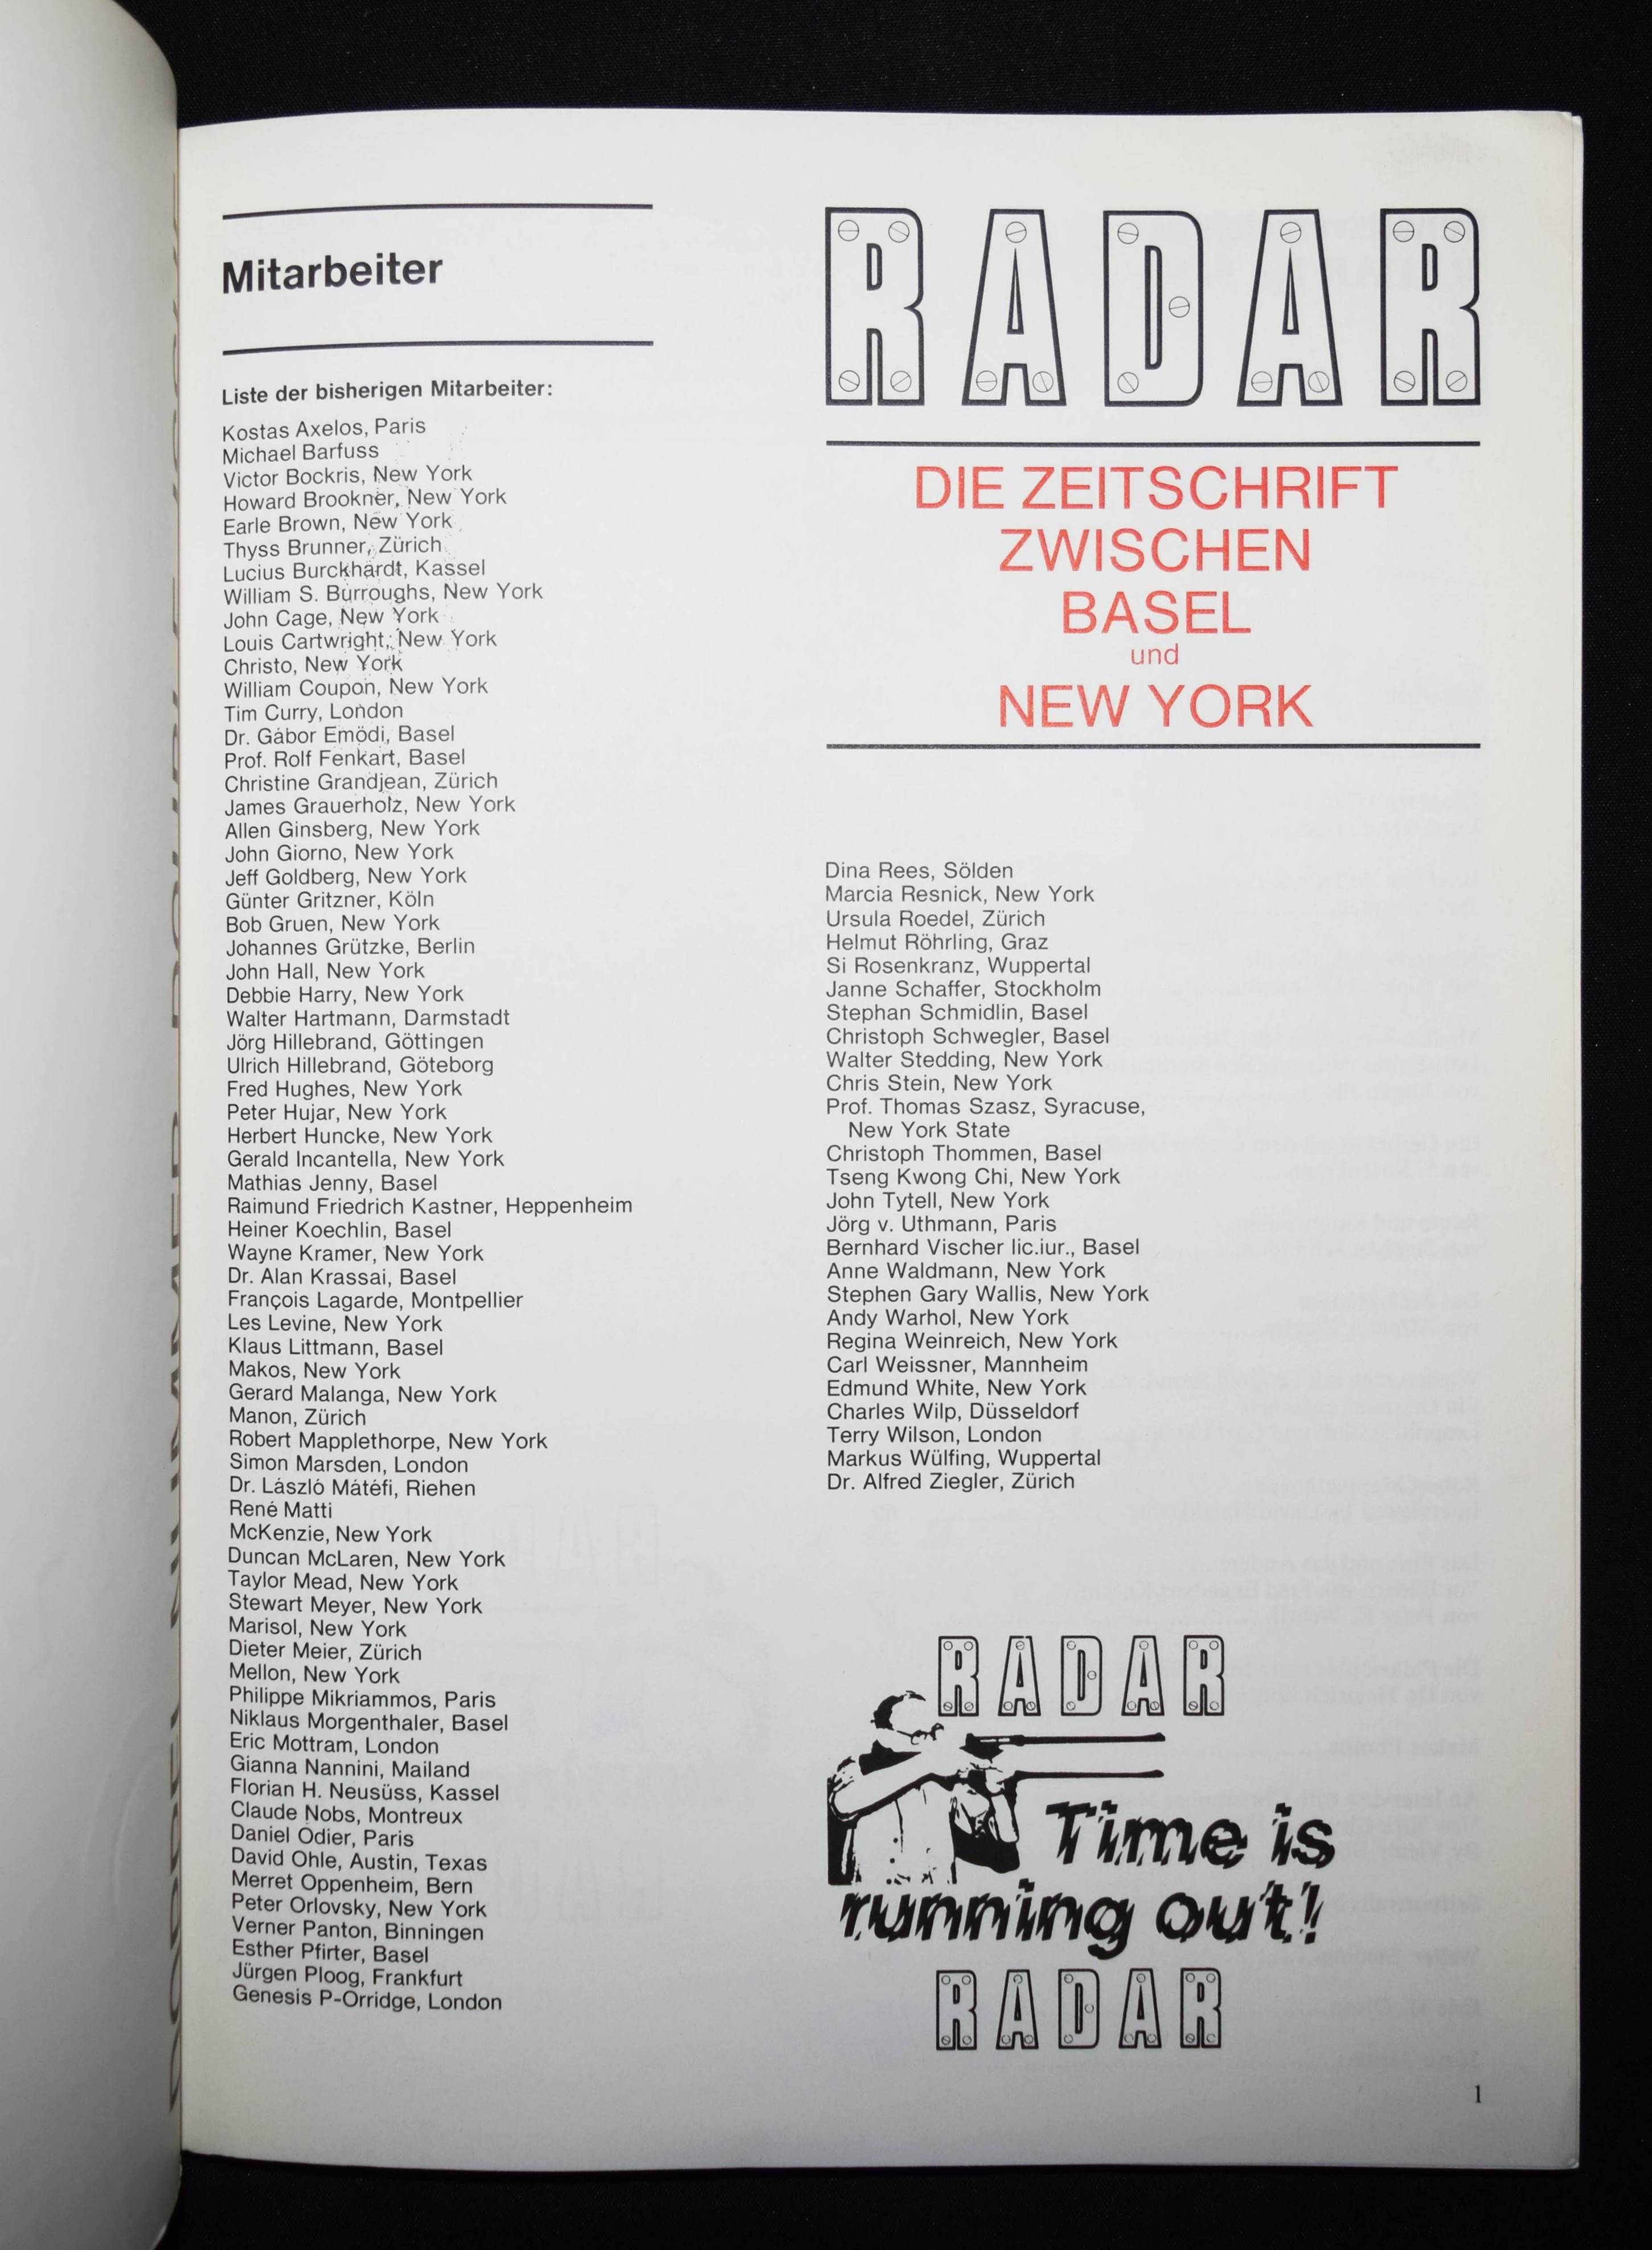 Mitarbeiter
Liste der bisherigen Mitarbeiter:
Kostas Axelos, Paris
Michael Barfuss
Victor Bockris, New York
Howard Brookner, New York
Earle Brown, New York
Thyss Brunner, Zürich
Lucius Burckhardt, Kassel
William S. Burroughs, New York
John Cage, New York
Louis Cartwright, New York
Christo, New York
William Coupon, New York
Tim Curry, London
Dr. Gábor Emödi, Basel
Prof. Rolf Fenkart, Basel
Christine Grandjean, Zürich
James Grauerholz, New York
Allen Ginsberg, New York
John Giorno, New York
Jeff Goldberg, New York
Günter Gritzner, Köln
Bob Gruen, New York
Johannes Grützke, Berlin
John Hall, New York
Debbie Harry, New York
Walter Hartmann, Darmstadt
Jörg Hillebrand, Göttingen
Ulrich Hillebrand, Göteborg
Fred Hughes, New York
Peter Hujar, New York
Herbert Huncke, New York
Gerald Incantella, New York
Mathias Jenny, Basel
Raimund Friedrich Kastner, Heppenheim
Heiner Koechlin, Basel
Wayne Kramer, New York
Dr. Alan Krassai, Basel
François Lagarde, Montpellier
Les Levine, New York
Klaus Littmann, Basel
Makos, New York
Gerard Malanga, New York
Manon, Zürich
Robert Mapplethorpe, New York
Simon Marsden, London
Dr. László Mátéfi, Riehen
René Matti
McKenzie, New York
Duncan McLaren, New York
Taylor Mead, New York
Stewart Meyer, New York
Marisol, New York
Dieter Meier, Zürich
Mellon, New York
Philippe Mikriammos, Paris
Niklaus Morgenthaler, Basel
Eric Mottram, London
Gianna Nannini, Mailand
Florian H. Neusüss, Kassel
Claude Nobs, Montreux
Daniel Odier, Paris
David Ohle, Austin, Texas
Merret Oppenheim, Bern
Peter Orlovsky, New York
Verner Panton, Binningen
Esther Pfirter, Basel
Jürgen Ploog, Frankfurt
Genesis P-Orridge, London
RADAR
DIE ZEITSCHRIFT
ZWISCHEN
BASEL
und
NEW YORK
Dina Rees, Sölden
Marcia Resnick, New York
Ursula Roedel, Zürich
Helmut Röhrling, Graz
Si Rosenkranz, Wuppertal
Janne Schaffer, Stockholm
Stephan Schmidlin, Basel
Christoph Schwegler, Basel
Walter Stedding, New York
Chris Stein, New York
Prof. Thomas Szasz, Syracuse,
New York State
Christoph Thommen, Basel
Tseng Kwong Chi, New York
John Tytell, New York
Jörg v. Uthmann, Paris
Bernhard Vischer lic.iur., Basel
Anne Waldmann, New York
Stephen Gary Wallis, New York
Andy Warhol, New York
Regina Weinreich, New York
Carl Weissner, Mannheim
Edmund White, New York
Charles Wilp, Düsseldorf
Terry Wilson, London
Markus Wülfing, Wuppertal
Dr. Alfred Ziegler, Zürich
RADAR
Time is
running out!
RADAR
1